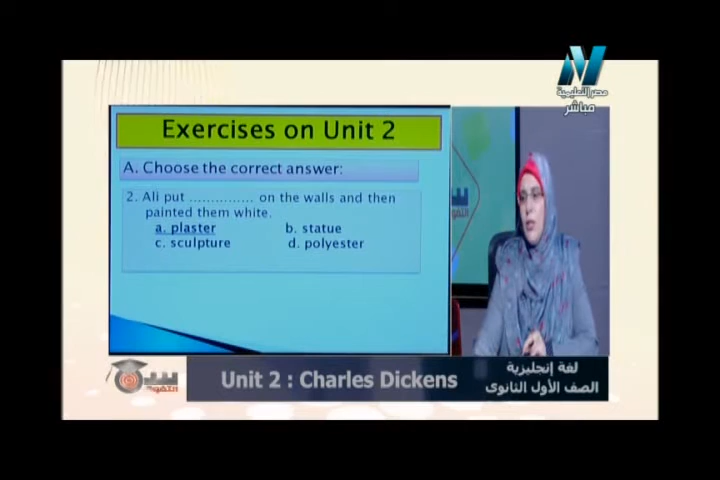 مصر التعليمية
مباشر
Exercises on Unit 2
A. Choose the correct answer:
2. Ali put .............. on the walls and then
painted them white.
a. plaster
b. statue
c. sculpture
d. polyester
لغة إنجليزية
Unit 2 : Charles Dickens
الصف الأول الثانوى
التفوق